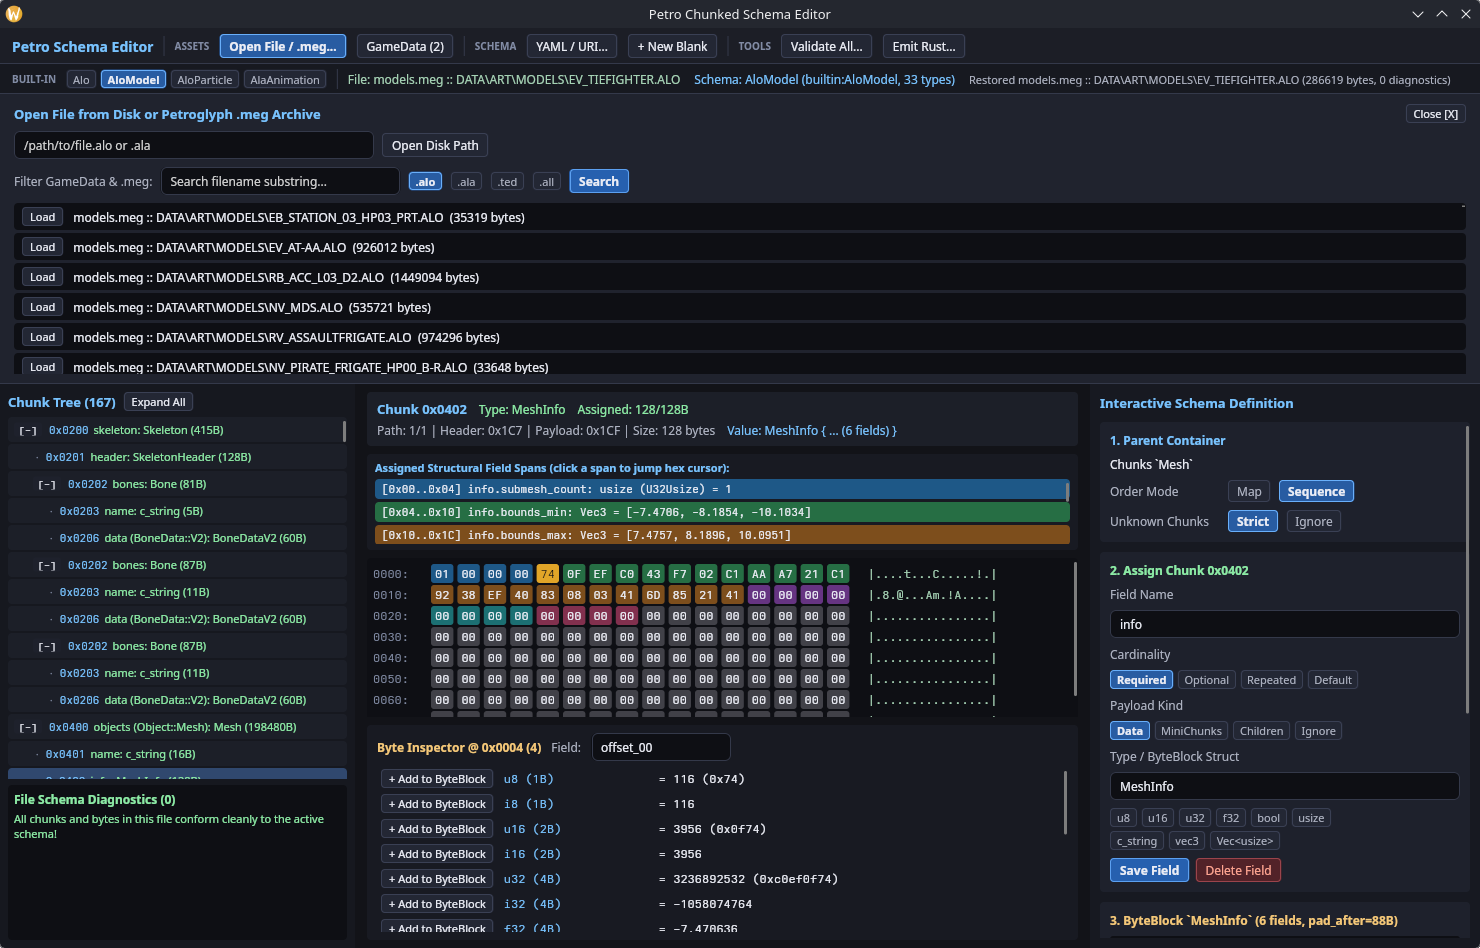 Petro Chunked Schema Editor
Petro Schema Editor ASSETS Open File / .meg... GameData (2) SCHEMA YAML / URI... + New Blank TOOLS Validate All... Emit Rust...
BUILT-IN Alo AloModel AloParticle AlaAnimation File: models.meg :: DATA\ART\MODELS\EV_TIEFIGHTER.ALO Schema: AloModel (builtin:AloModel, 33 types) Restored models.meg :: DATA\ART\MODELS\EV_TIEFIGHTER.ALO (286619 bytes, 0 diagnostics)
Open File from Disk or Petroglyph .meg Archive Close [X]
/path/to/file.alo or .ala Open Disk Path
Filter GameData & .meg: Search filename substring... .alo .ala .ted .all Search
Load models.meg :: DATA\ART\MODELS\EB_STATION_03_HP03_PRT.ALO (35319 bytes)
Load models.meg :: DATA\ART\MODELS\EV_AT-AA.ALO (926012 bytes)
Load models.meg :: DATA\ART\MODELS\RB_ACC_L03_D2.ALO (1449094 bytes)
Load models.meg :: DATA\ART\MODELS\NV_MDS.ALO (535721 bytes)
Load models.meg :: DATA\ART\MODELS\RV_ASSAULTFRIGATE.ALO (974296 bytes)
Load models.meg :: DATA\ART\MODELS\NV_PIRATE_FRIGATE_HP00_B-R.ALO (33648 bytes)
Chunk Tree (167) Expand All
[-] 0x0200 skeleton: Skeleton (415B)
· 0x0201 header: SkeletonHeader (128B)
[-] 0x0202 bones: Bone (81B)
· 0x0203 name: c_string (5B)
· 0x0206 data (BoneData::V2): BoneDataV2 (60B)
[-] 0x0202 bones: Bone (87B)
· 0x0203 name: c_string (11B)
· 0x0206 data (BoneData::V2): BoneDataV2 (60B)
[-] 0x0202 bones: Bone (87B)
· 0x0203 name: c_string (11B)
· 0x0206 data (BoneData::V2): BoneDataV2 (60B)
[-] 0x0400 objects (Object::Mesh): Mesh (198480B)
· 0x0401 name: c_string (16B)
File Schema Diagnostics (0)
All chunks and bytes in this file conform cleanly to the active
schema!
Chunk 0x0402 Type: MeshInfo Assigned: 128/128B
Path: 1/1 | Header: 0x1C7 | Payload: 0x1CF | Size: 128 bytes Value: MeshInfo { ... (6 fields) }
Assigned Structural Field Spans (click a span to jump hex cursor):
[0x00..0x04] info.submesh_count: usize (U32Usize) = 1
[0x04..0x10] info.bounds_min: Vec3 = [-7.4706, -8.1854, -10.1034]
[0x10..0x1C] info.bounds_max: Vec3 = [7.4757, 8.1896, 10.0951]
0000: 01 00 00 00 74 0F EF C0 43 F7 02 C1 AA A7 21 C1 |....t...C.....!.|
0010: 92 38 EF 40 83 08 03 41 6D 85 21 41 00 00 00 00 |.8.@...Am.!A....|
0020: 00 00 00 00 00 00 00 00 00 00 00 00 00 00 00 00 |................|
0030: 00 00 00 00 00 00 00 00 00 00 00 00 00 00 00 00 |................|
0040: 00 00 00 00 00 00 00 00 00 00 00 00 00 00 00 00 |................|
0050: 00 00 00 00 00 00 00 00 00 00 00 00 00 00 00 00 |................|
0060: 00 00 00 00 00 00 00 00 00 00 00 00 00 00 00 00 |................|
Byte Inspector @ 0x0004 (4) Field: offset_00
+ Add to ByteBlock u8 (1B) = 116 (0x74)
+ Add to ByteBlock i8 (1B) = 116
+ Add to ByteBlock u16 (2B) = 3956 (0x0f74)
+ Add to ByteBlock i16 (2B) = 3956
+ Add to ByteBlock u32 (4B) = 3236892532 (0xc0ef0f74)
+ Add to ByteBlock i32 (4B) = -1058074764
+ Add to ByteBlock f32 (4B) = -7.470636
Interactive Schema Definition
1. Parent Container
Chunks `Mesh`
Order Mode Map Sequence
Unknown Chunks Strict Ignore
2. Assign Chunk 0x0402
Field Name
info
Cardinality
Required Optional Repeated Default
Payload Kind
Data MiniChunks Children Ignore
Type / ByteBlock Struct
MeshInfo
u8 u16 u32 f32 bool usize
c_string vec3 Vec<usize>
Save Field Delete Field
3. ByteBlock `MeshInfo` (6 fields, pad_after=88B)